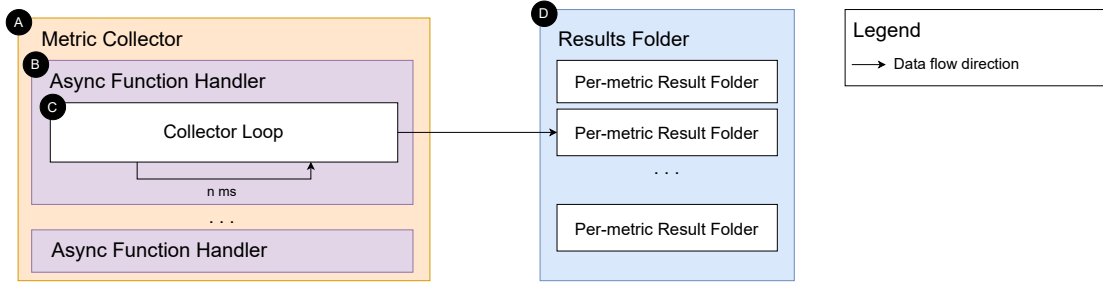 A
Metric Collector
B
Async Function Handler
C
Collector Loop
n ms
. . .
Async Function Handler
D
Results Folder
Per-metric Result Folder
Per-metric Result Folder
. . .
Per-metric Result Folder
Legend
Data flow direction